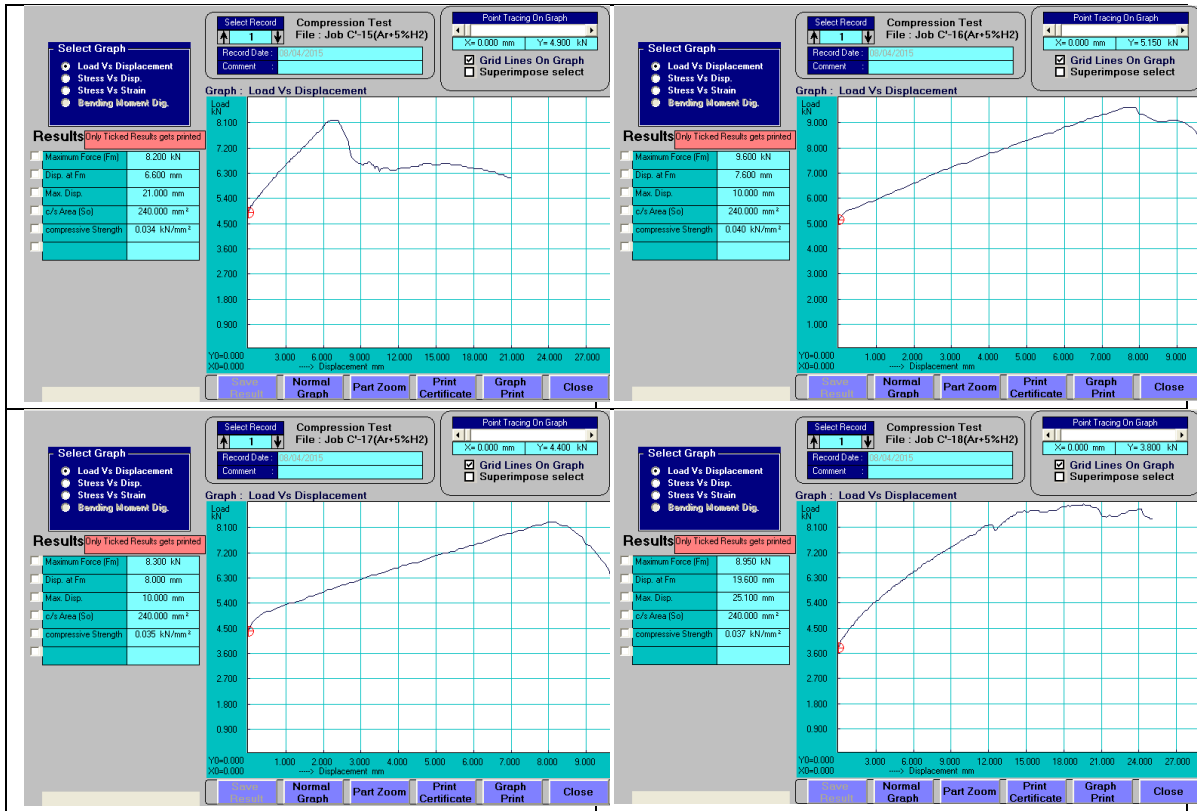 Select Record
1
Compression Test
File : Job C'-15(Ar+5%H2)
Record Date : 08/04/2015
Comment :
Point Tracing On Graph
X= 0.000 mm Y= 4.900 kN
Grid Lines On Graph
Superimpose select
Select Graph
Load Vs Displacement
Stress Vs Disp.
Stress Vs Strain
Bending Moment Dig.
Results Only Ticked Results gets printed
Maximum Force (Fm) 8.200 kN
Disp. at Fm 6.600 mm
Max. Disp. 21.000 mm
c/s Area (So) 240.000 mm²
compressive Strength 0.034 kN/mm²
Graph : Load Vs Displacement
Load
kN
8.100
7.200
6.300
5.400
4.500
3.600
2.700
1.800
0.900
Y0=0.000
X0=0.000
3.000 6.000 9.000 12.000 15.000 18.000 21.000 24.000 27.000
----> Displacement mm
Save Result
Normal Graph
Part Zoom
Print Certificate
Graph Print
Close
Select Record
1
Compression Test
File : Job C'-16(Ar+5%H2)
Record Date : 08/04/2015
Comment :
Point Tracing On Graph
X= 0.000 mm Y= 5.150 kN
Grid Lines On Graph
Superimpose select
Select Graph
Load Vs Displacement
Stress Vs Disp.
Stress Vs Strain
Bending Moment Dig.
Results Only Ticked Results gets printed
Maximum Force (Fm) 9.600 kN
Disp. at Fm 7.600 mm
Max. Disp. 10.000 mm
c/s Area (So) 240.000 mm²
compressive Strength 0.040 kN/mm²
Graph : Load Vs Displacement
Load
kN
9.000
8.000
7.000
6.000
5.000
4.000
3.000
2.000
1.000
Y0=0.000
X0=0.000
1.000 2.000 3.000 4.000 5.000 6.000 7.000 8.000 9.000
----> Displacement mm
Save Result
Normal Graph
Part Zoom
Print Certificate
Graph Print
Close
Select Record
1
Compression Test
File : Job C'-17(Ar+5%H2)
Record Date : 08/04/2015
Comment :
Point Tracing On Graph
X= 0.000 mm Y= 4.400 kN
Grid Lines On Graph
Superimpose select
Select Graph
Load Vs Displacement
Stress Vs Disp.
Stress Vs Strain
Bending Moment Dig.
Results Only Ticked Results gets printed
Maximum Force (Fm) 8.300 kN
Disp. at Fm 8.000 mm
Max. Disp. 10.000 mm
c/s Area (So) 240.000 mm²
compressive Strength 0.035 kN/mm²
Graph : Load Vs Displacement
Load
kN
8.100
7.200
6.300
5.400
4.500
3.600
2.700
1.800
0.900
Y0=0.000
X0=0.000
1.000 2.000 3.000 4.000 5.000 6.000 7.000 8.000 9.000
----> Displacement mm
Save Result
Normal Graph
Part Zoom
Print Certificate
Graph Print
Close
Select Record
1
Compression Test
File : Job C'-18(Ar+5%H2)
Record Date : 08/04/2015
Comment :
Point Tracing On Graph
X= 0.000 mm Y= 3.800 kN
Grid Lines On Graph
Superimpose select
Select Graph
Load Vs Displacement
Stress Vs Disp.
Stress Vs Strain
Bending Moment Dig.
Results Only Ticked Results gets printed
Maximum Force (Fm) 8.950 kN
Disp. at Fm 19.600 mm
Max. Disp. 25.100 mm
c/s Area (So) 240.000 mm²
compressive Strength 0.037 kN/mm²
Graph : Load Vs Displacement
Load
kN
8.100
7.200
6.300
5.400
4.500
3.600
2.700
1.800
0.900
Y0=0.000
X0=0.000
3.000 6.000 9.000 12.000 15.000 18.000 21.000 24.000 27.000
----> Displacement mm
Save Result
Normal Graph
Part Zoom
Print Certificate
Graph Print
Close